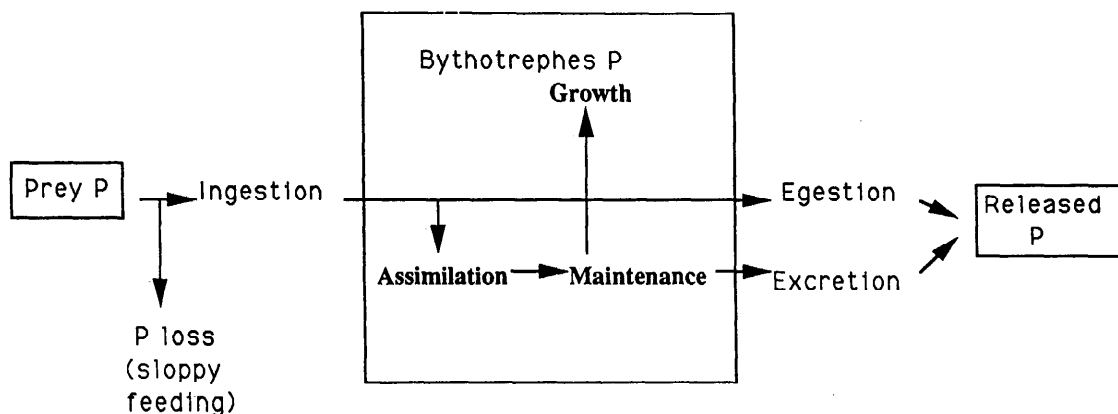 Bythotrephes P
Growth
Prey P
Ingestion
Egestion
Released
P
Assimilation
Maintenance
Excretion
P loss
(sloppy
feeding)